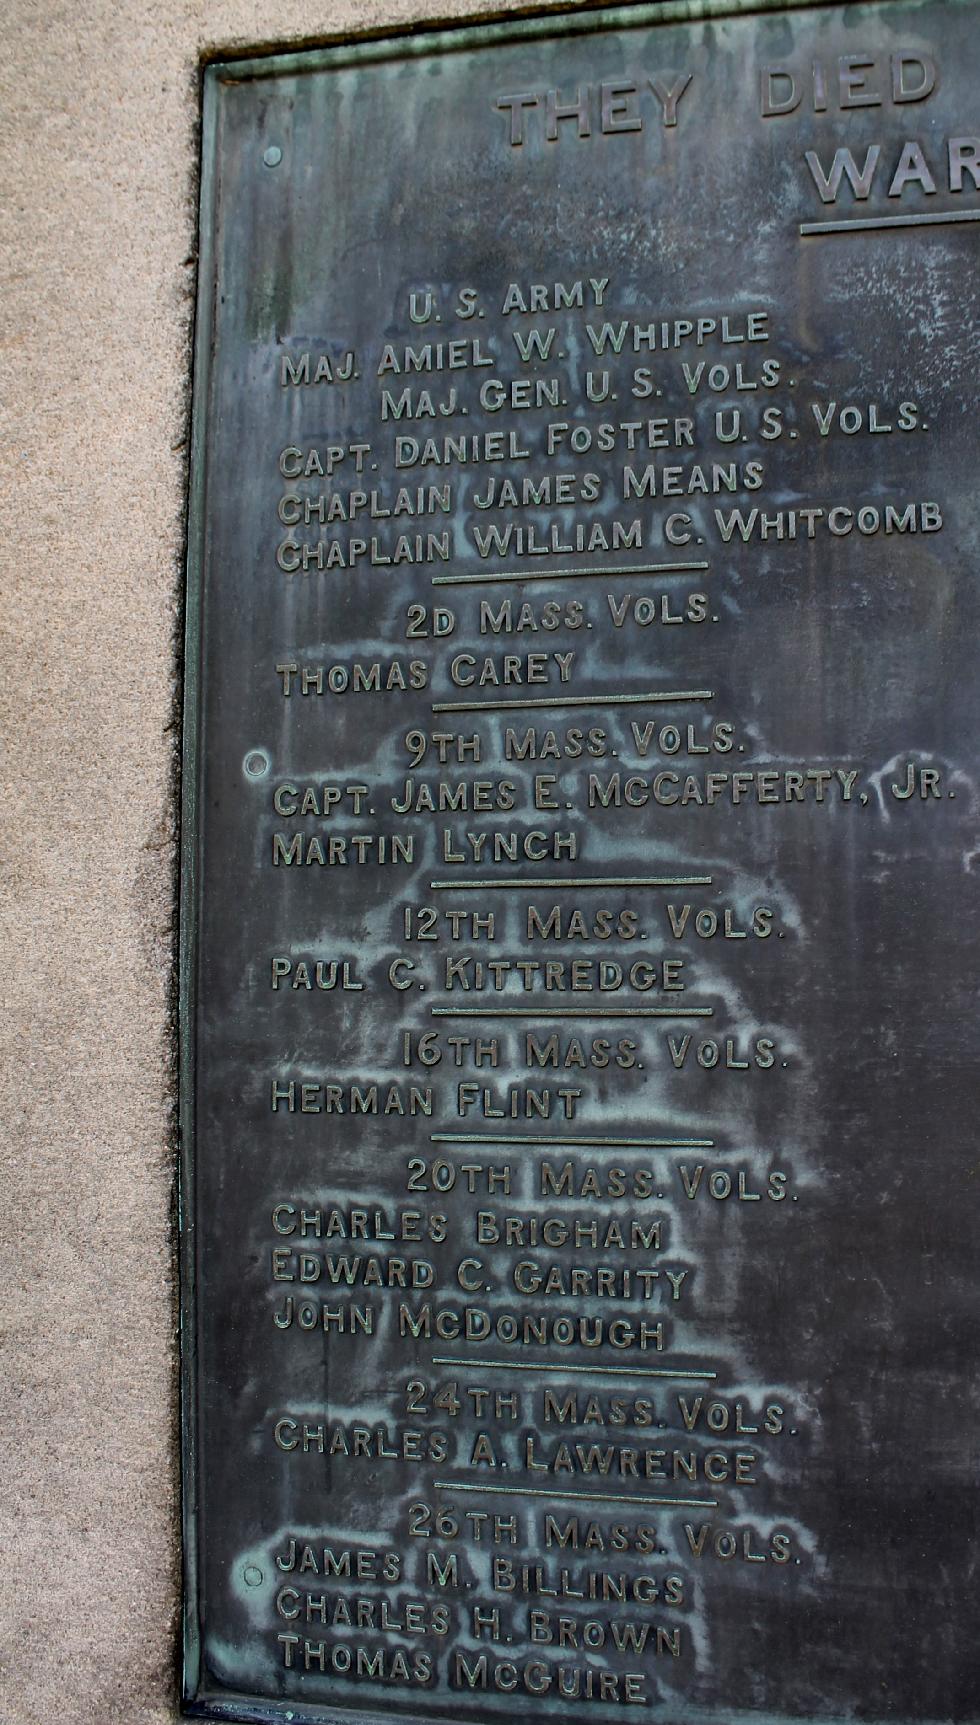 THEY DIED
WAR
U. S. ARMY
MAJ. AMIEL W. WHIPPLE
MAJ. GEN. U. S. VOLS.
CAPT. DANIEL FOSTER U. S. VOLS.
CHAPLAIN JAMES MEANS
CHAPLAIN WILLIAM C. WHITCOMB
2D MASS. VOLS.
THOMAS CAREY
9TH MASS. VOLS.
CAPT. JAMES E. MCCAFFERTY, JR.
MARTIN LYNCH
12TH MASS. VOLS.
PAUL C. KITTREDGE
16TH MASS. VOLS.
HERMAN FLINT
20TH MASS. VOLS.
CHARLES BRIGHAM
EDWARD C. GARRITY
JOHN MCDONOUGH
24TH MASS. VOLS.
CHARLES A. LAWRENCE
26TH MASS. VOLS.
JAMES M. BILLINGS
CHARLES H. BROWN
THOMAS MCGUIRE